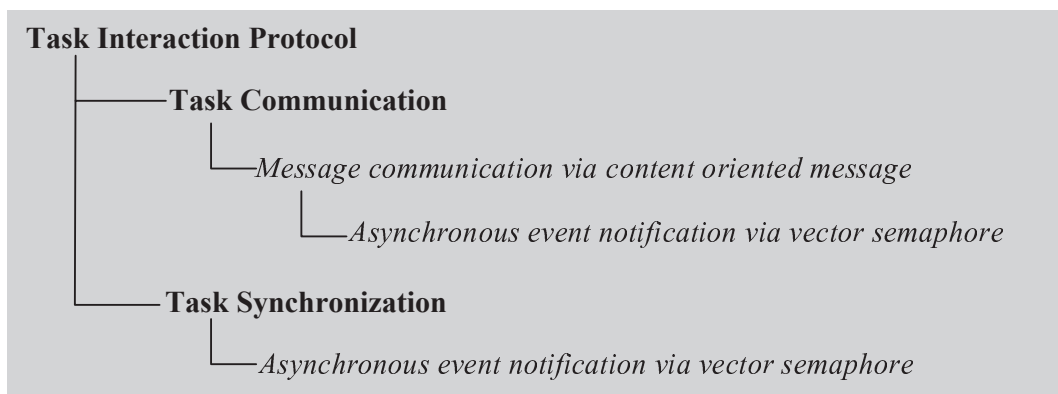 Task Interaction Protocol
Task Communication
Message communication via content oriented message
Asynchronous event notification via vector semaphore
Task Synchronization
Asynchronous event notification via vector semaphore